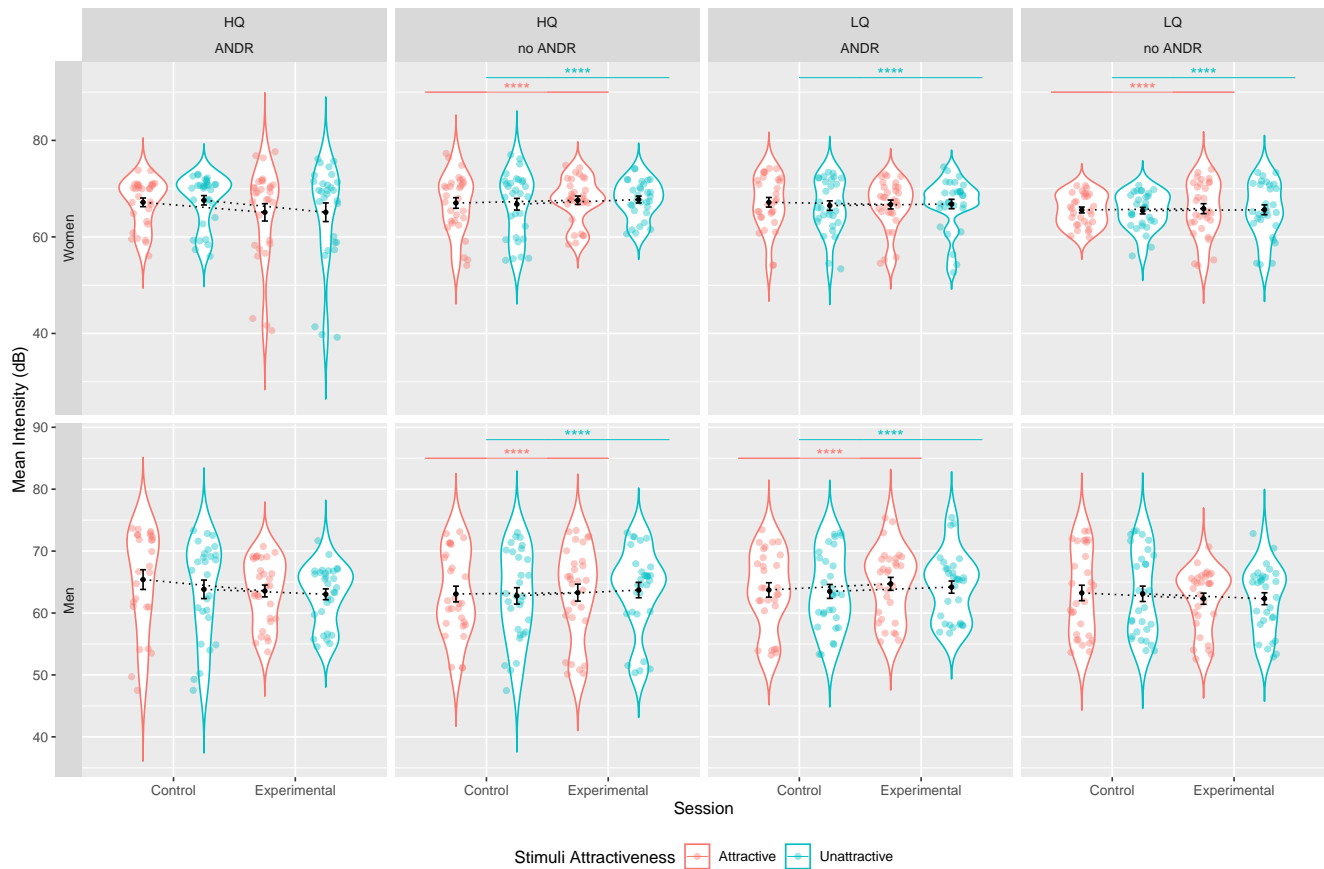 HQ HQ LQ LQ
ANDR no ANDR ANDR no ANDR
**** **** ****
**** ****
80
60
40
Women
Mean Intensity (dB)
90
**** ****
**** ****
80
70
60
50
40
Men
Control Experimental Control Experimental Control Experimental Control Experimental
Session
Stimuli Attractiveness Attractive Unattractive